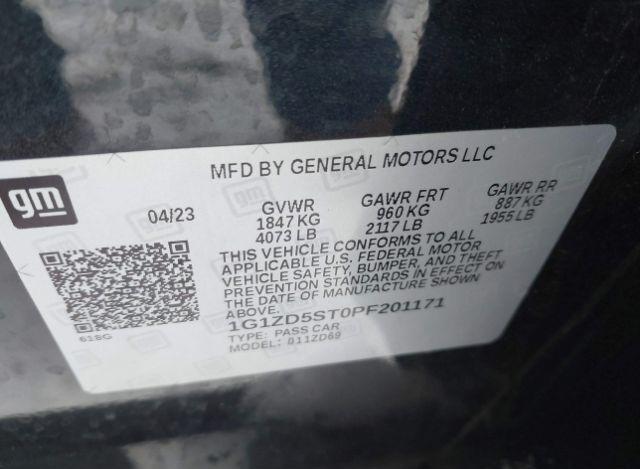 gm
MFD BY GENERAL MOTORS LLC
04/23
GVWR
1847 KG
4073 LB
GAWR FRT
960 KG
2117 LB
GAWR RR
887 KG
1955 LB
THIS VEHICLE CONFORMS TO ALL
APPLICABLE U.S. FEDERAL MOTOR
VEHICLE SAFETY, BUMPER, AND THEFT
PREVENTION STANDARDS IN EFFECT ON
THE DATE OF MANUFACTURE SHOWN
ABOVE.
1G1ZD5ST0PF201171
TYPE: PASS CAR
MODEL: 011ZD69
618G